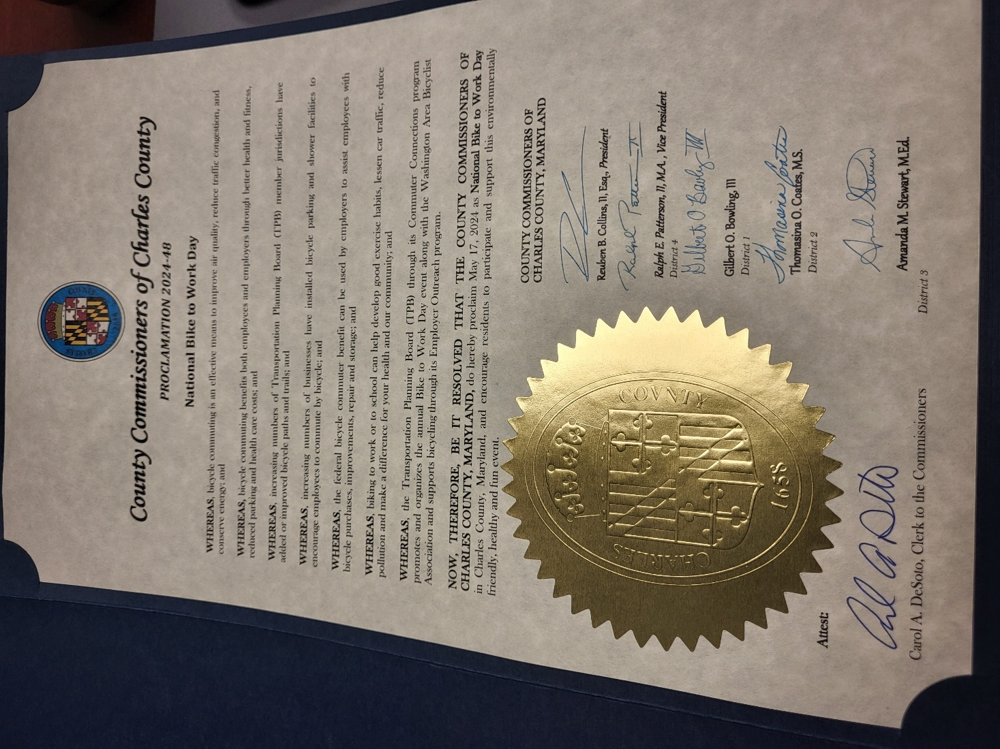 COUNTY
CHARLES
1658
County Commissioners of Charles County
PROCLAMATION 2024-48
National Bike to Work Day
WHEREAS, bicycle commuting is an effective means to improve air quality, reduce traffic congestion, and
conserve energy; and
WHEREAS, bicycle commuting benefits both employees and employers through better health and fitness,
reduced parking and health care costs; and
WHEREAS, increasing numbers of Transportation Planning Board (TPB) member jurisdictions have
added or improved bicycle paths and trails; and
WHEREAS, increasing numbers of businesses have installed bicycle parking and shower facilities to
encourage employees to commute by bicycle; and
WHEREAS, the federal bicycle commuter benefit can be used by employers to assist employees with
bicycle purchases, improvements, repair and storage; and
WHEREAS, biking to work or to school can help develop good exercise habits, lessen car traffic, reduce
pollution and make a difference for your health and our community; and
WHEREAS, the Transportation Planning Board (TPB) through its Commuter Connections program
promotes and organizes the annual Bike to Work Day event along with the Washington Area Bicyclist
Association and supports bicycling through its Employer Outreach program.
NOW, THEREFORE, BE IT RESOLVED THAT THE COUNTY COMMISSIONERS OF
CHARLES COUNTY, MARYLAND, do hereby proclaim May 17, 2024 as National Bike to Work Day
in Charles County, Maryland, and encourage residents to participate and support this environmentally
friendly, healthy and fun event.
COUNTY COMMISSIONERS OF
CHARLES COUNTY, MARYLAND
Reuben B. Collins, II, Esq., President
Ralph Patterson II
Ralph E. Patterson, II, M.A., Vice President
District 4
Gilbert O. Bowling III
Gilbert O. Bowling, III
District 1
Thomasina Coates
Thomasina O. Coates, M.S.
District 2
Amanda M. Stewart, M.Ed.
District 3
CHARLES COVNTY
1658
Attest:
Carol A. DeSoto, Clerk to the Commissioners